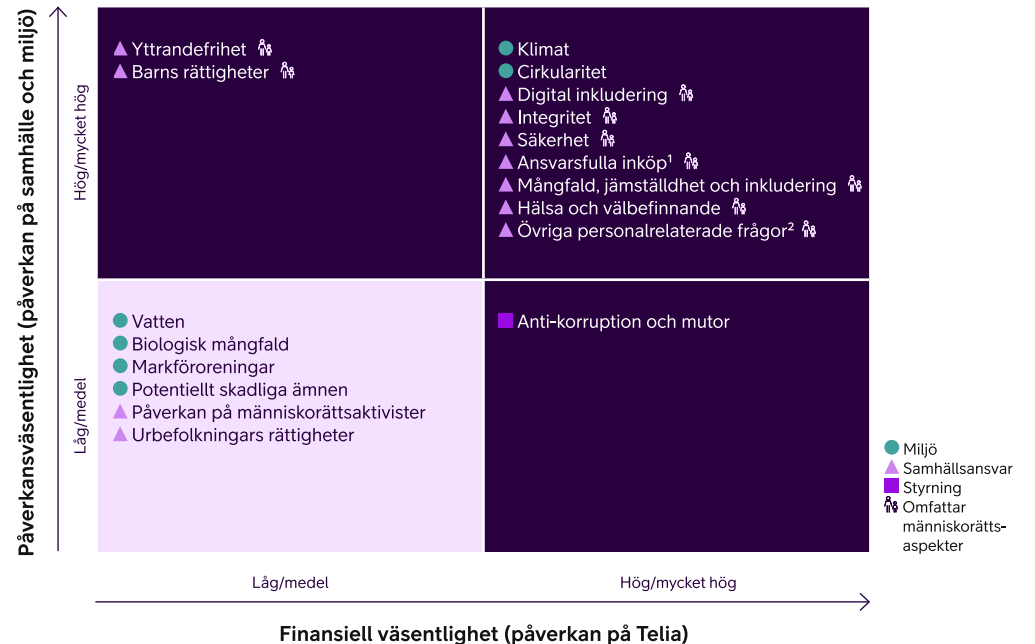 Påverkansväsentlighet (påverkan på samhälle och miljö)
Hög/mycket hög
Låg/medel
Yttrandefrihet
Barns rättigheter
Klimat
Cirkularitet
Digital inkludering
Integritet
Säkerhet
Ansvarsfulla inköp¹
Mångfald, jämställdhet och inkludering
Hälsa och välbefinnande
Övriga personalrelaterade frågor²
Vatten
Biologisk mångfald
Markföroreningar
Potentiellt skadliga ämnen
Påverkan på människorättsaktivister
Urbefolkningars rättigheter
Anti-korruption och mutor
Miljö
Samhällsansvar
Styrning
Omfattar
människorätts-
aspekter
Låg/medel
Hög/mycket hög
Finansiell väsentlighet (påverkan på Telia)